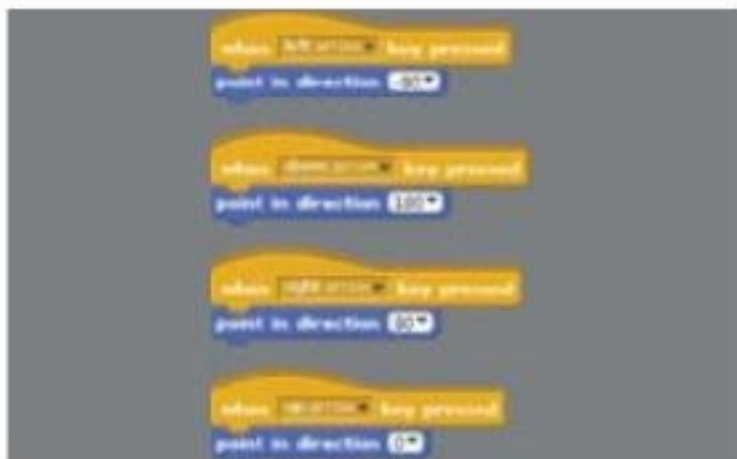 when left arrow key pressed
point in direction -90
when down arrow key pressed
point in direction 180
when right arrow key pressed
point in direction 90
when up arrow key pressed
point in direction 0